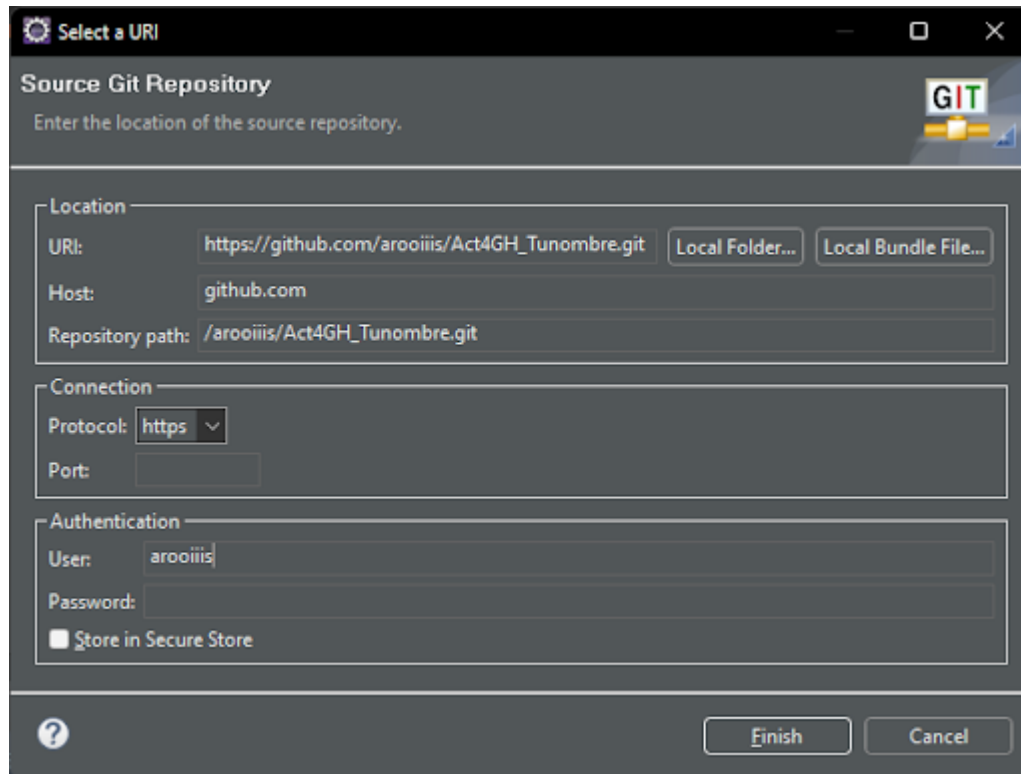 Select a URI
Source Git Repository
GIT
Enter the location of the source repository.
Location
URI: https://github.com/arooiiis/Act4GH_Tunombre.git Local Folder... Local Bundle File...
Host: github.com
Repository path: /arooiiis/Act4GH_Tunombre.git
Connection
Protocol: https
Port:
Authentication
User: arooiiis
Password:
Store in Secure Store
? Finish Cancel